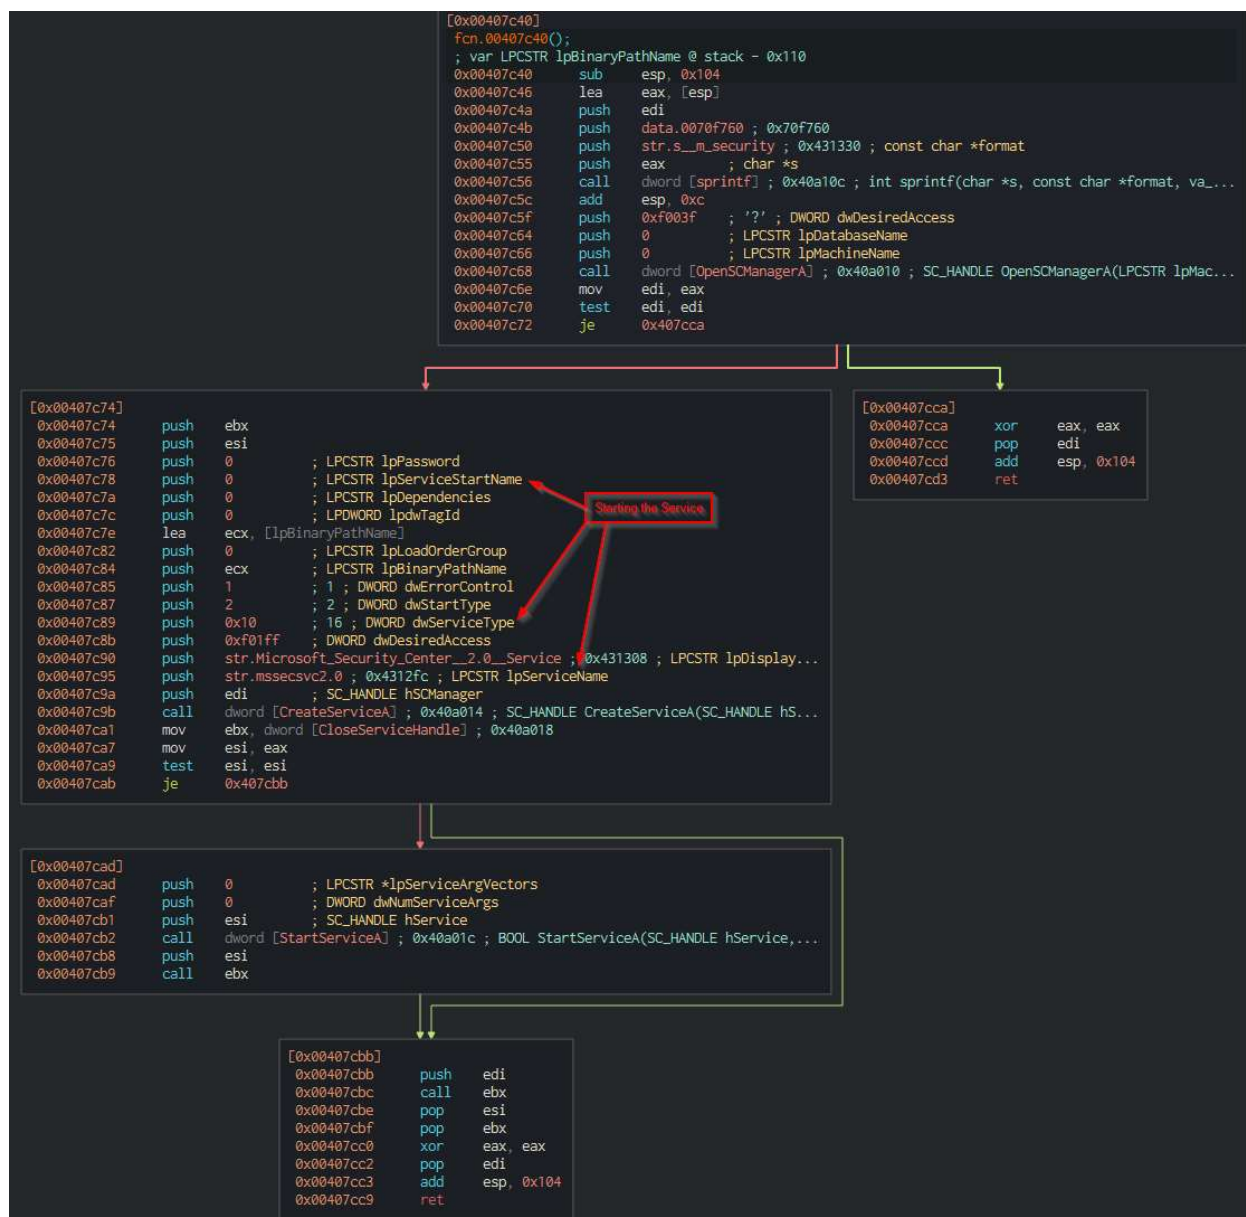 [0x00407c40]
fcn.00407c40();
; var LPCSTR lpBinaryPathName @ stack - 0x110
0x00407c40 sub esp, 0x104
0x00407c46 lea eax, [esp]
0x00407c4a push edi
0x00407c4b push data.0070f760 ; 0x70f760
0x00407c50 push str.s__m_security ; 0x431330 ; const char *format
0x00407c55 push eax ; char *s
0x00407c56 call dword [sprintf] ; 0x40a10c ; int sprintf(char *s, const char *format, va_...
0x00407c5c add esp, 0xc
0x00407c5f push 0xf003f ; '?' ; DWORD dwDesiredAccess
0x00407c64 push 0 ; LPCSTR lpDatabaseName
0x00407c66 push 0 ; LPCSTR lpMachineName
0x00407c68 call dword [OpenSCManagerA] ; 0x40a010 ; SC_HANDLE OpenSCManagerA(LPCSTR lpMac...
0x00407c6e mov edi, eax
0x00407c70 test edi, edi
0x00407c72 je 0x407cca
[0x00407c74]
0x00407c74 push ebx
0x00407c75 push esi
0x00407c76 push 0 ; LPCSTR lpPassword
0x00407c78 push 0 ; LPCSTR lpServiceStartName
0x00407c7a push 0 ; LPCSTR lpDependencies
0x00407c7c push 0 ; LPDWORD lpdwTagId
0x00407c7e lea ecx, [lpBinaryPathName]
0x00407c82 push 0 ; LPCSTR lpLoadOrderGroup
0x00407c84 push ecx ; LPCSTR lpBinaryPathName
0x00407c85 push 1 ; 1 ; DWORD dwErrorControl
0x00407c87 push 2 ; 2 ; DWORD dwStartType
0x00407c89 push 0x10 ; 16 ; DWORD dwServiceType
0x00407c8b push 0xf01ff ; DWORD dwDesiredAccess
0x00407c90 push str.Microsoft_Security_Center__2.0__Service ; 0x431308 ; LPCSTR lpDisplay...
0x00407c95 push str.mssecsvc2.0 ; 0x4312fc ; LPCSTR lpServiceName
0x00407c9a push edi ; SC_HANDLE hSCManager
0x00407c9b call dword [CreateServiceA] ; 0x40a014 ; SC_HANDLE CreateServiceA(SC_HANDLE hS...
0x00407ca1 mov ebx, dword [CloseServiceHandle] ; 0x40a018
0x00407ca7 mov esi, eax
0x00407ca9 test esi, esi
0x00407cab je 0x407cbb
Starting the Service
[0x00407cca]
0x00407cca xor eax, eax
0x00407ccc pop edi
0x00407ccd add esp, 0x104
0x00407cd3 ret
[0x00407cad]
0x00407cad push 0 ; LPCSTR *lpServiceArgVectors
0x00407caf push 0 ; DWORD dwNumServiceArgs
0x00407cb1 push esi ; SC_HANDLE hService
0x00407cb2 call dword [StartServiceA] ; 0x40a01c ; BOOL StartServiceA(SC_HANDLE hService,...
0x00407cb8 push esi
0x00407cb9 call ebx
[0x00407cbb]
0x00407cbb push edi
0x00407cbc call ebx
0x00407cbe pop esi
0x00407cbf pop ebx
0x00407cc0 xor eax, eax
0x00407cc2 pop edi
0x00407cc3 add esp, 0x104
0x00407cc9 ret